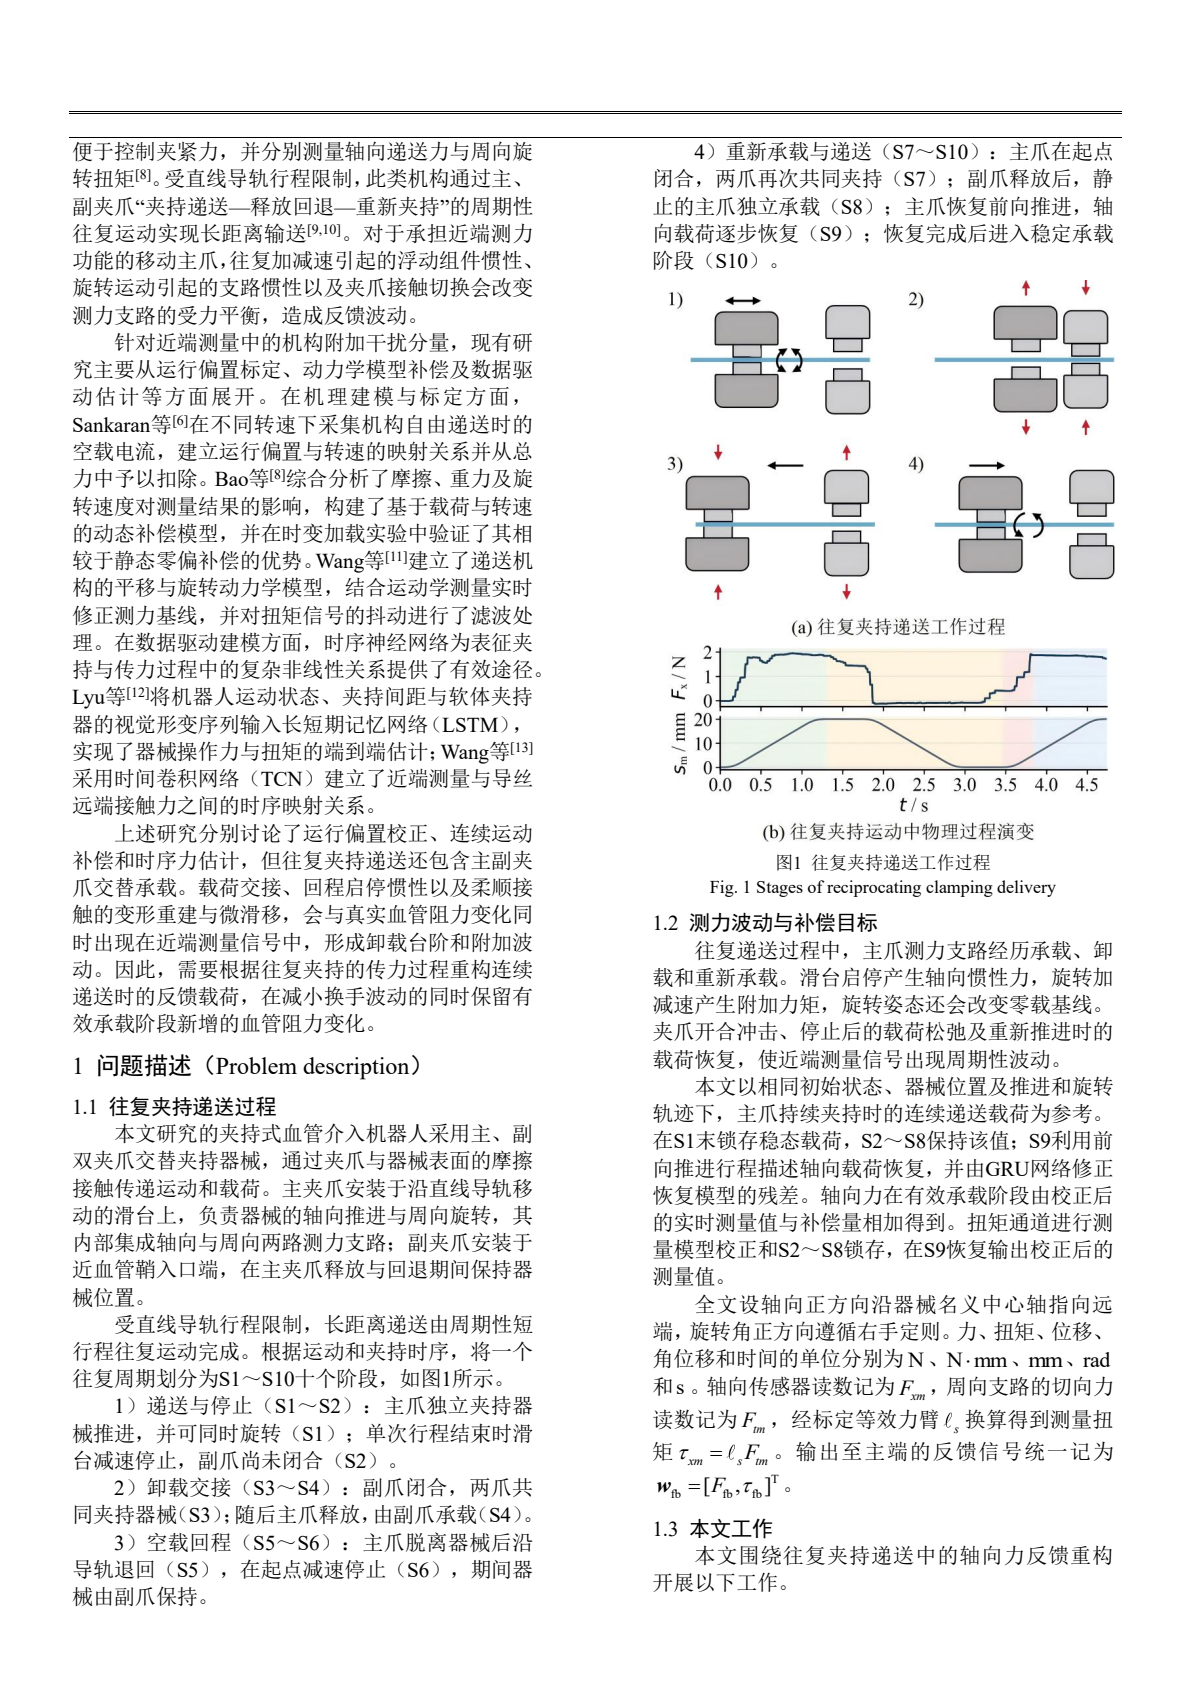 便于控制夹紧力，并分别测量轴向递送力与周向旋
转扭矩[8]。受直线导轨行程限制，此类机构通过主、
副夹爪“夹持递送—释放回退—重新夹持”的周期性
往复运动实现长距离输送[9,10]。对于承担近端测力
功能的移动主爪，往复加减速引起的浮动组件惯性、
旋转运动引起的支路惯性以及夹爪接触切换会改变
测力支路的受力平衡，造成反馈波动。
针对近端测量中的机构附加干扰分量，现有研
究主要从运行偏置标定、动力学模型补偿及数据驱
动估计等方面展开。在机理建模与标定方面，
Sankaran等[6]在不同转速下采集机构自由递送时的
空载电流，建立运行偏置与转速的映射关系并从总
力中予以扣除。Bao等[8]综合分析了摩擦、重力及旋
转速度对测量结果的影响，构建了基于载荷与转速
的动态补偿模型，并在时变加载实验中验证了其相
较于静态零偏补偿的优势。Wang等[11]建立了递送机
构的平移与旋转动力学模型，结合运动学测量实时
修正测力基线，并对扭矩信号的抖动进行了滤波处
理。在数据驱动建模方面，时序神经网络为表征夹
持与传力过程中的复杂非线性关系提供了有效途径。
Lyu等[12]将机器人运动状态、夹持间距与软体夹持
器的视觉形变序列输入长短期记忆网络（LSTM），
实现了器械操作力与扭矩的端到端估计；Wang等[13]
采用时间卷积网络（TCN）建立了近端测量与导丝
远端接触力之间的时序映射关系。
上述研究分别讨论了运行偏置校正、连续运动
补偿和时序力估计，但往复夹持递送还包含主副夹
爪交替承载。载荷交接、回程启停惯性以及柔顺接
触的变形重建与微滑移，会与真实血管阻力变化同
时出现在近端测量信号中，形成卸载台阶和附加波
动。因此，需要根据往复夹持的传力过程重构连续
递送时的反馈载荷，在减小换手波动的同时保留有
效承载阶段新增的血管阻力变化。
1 问题描述（Problem description）
1.1 往复夹持递送过程
本文研究的夹持式血管介入机器人采用主、副
双夹爪交替夹持器械，通过夹爪与器械表面的摩擦
接触传递运动和载荷。主夹爪安装于沿直线导轨移
动的滑台上，负责器械的轴向推进与周向旋转，其
内部集成轴向与周向两路测力支路；副夹爪安装于
近血管鞘入口端，在主夹爪释放与回退期间保持器
械位置。
受直线导轨行程限制，长距离递送由周期性短
行程往复运动完成。根据运动和夹持时序，将一个
往复周期划分为S1～S10十个阶段，如图1所示。
1）递送与停止（S1～S2）：主爪独立夹持器
械推进，并可同时旋转（S1）；单次行程结束时滑
台减速停止，副爪尚未闭合（S2）。
2）卸载交接（S3～S4）：副爪闭合，两爪共
同夹持器械（S3）；随后主爪释放，由副爪承载（S4）。
3）空载回程（S5～S6）：主爪脱离器械后沿
导轨退回（S5），在起点减速停止（S6），期间器
械由副爪保持。
4）重新承载与递送（S7～S10）：主爪在起点
闭合，两爪再次共同夹持（S7）；副爪释放后，静
止的主爪独立承载（S8）；主爪恢复前向推进，轴
向载荷逐步恢复（S9）；恢复完成后进入稳定承载
阶段（S10）。
1)
2)
3)
4)
(a) 往复夹持递送工作过程
Fx / N
2
1
0
sm / mm
20
10
0
0.0 0.5 1.0 1.5 2.0 2.5 3.0 3.5 4.0 4.5
t / s
(b) 往复夹持运动中物理过程演变
图1 往复夹持递送工作过程
Fig. 1 Stages of reciprocating clamping delivery
1.2 测力波动与补偿目标
往复递送过程中，主爪测力支路经历承载、卸
载和重新承载。滑台启停产生轴向惯性力，旋转加
减速产生附加力矩，旋转姿态还会改变零载基线。
夹爪开合冲击、停止后的载荷松弛及重新推进时的
载荷恢复，使近端测量信号出现周期性波动。
本文以相同初始状态、器械位置及推进和旋转
轨迹下，主爪持续夹持时的连续递送载荷为参考。
在S1末锁存稳态载荷，S2～S8保持该值；S9利用前
向推进行程描述轴向载荷恢复，并由GRU网络修正
恢复模型的残差。轴向力在有效承载阶段由校正后
的实时测量值与补偿量相加得到。扭矩通道进行测
量模型校正和S2～S8锁存，在S9恢复输出校正后的
测量值。
全文设轴向正方向沿器械名义中心轴指向远
端，旋转角正方向遵循右手定则。力、扭矩、位移、
角位移和时间的单位分别为 N、N·mm、mm、rad
和 s。轴向传感器读数记为 Fxm，周向支路的切向力
读数记为 Ftm，经标定等效力臂 ℓs 换算得到测量扭
矩 τxm = ℓsFtm。输出至主端的反馈信号统一记为
wfb =[Ffb,τfb]T。
1.3 本文工作
本文围绕往复夹持递送中的轴向力反馈重构
开展以下工作。